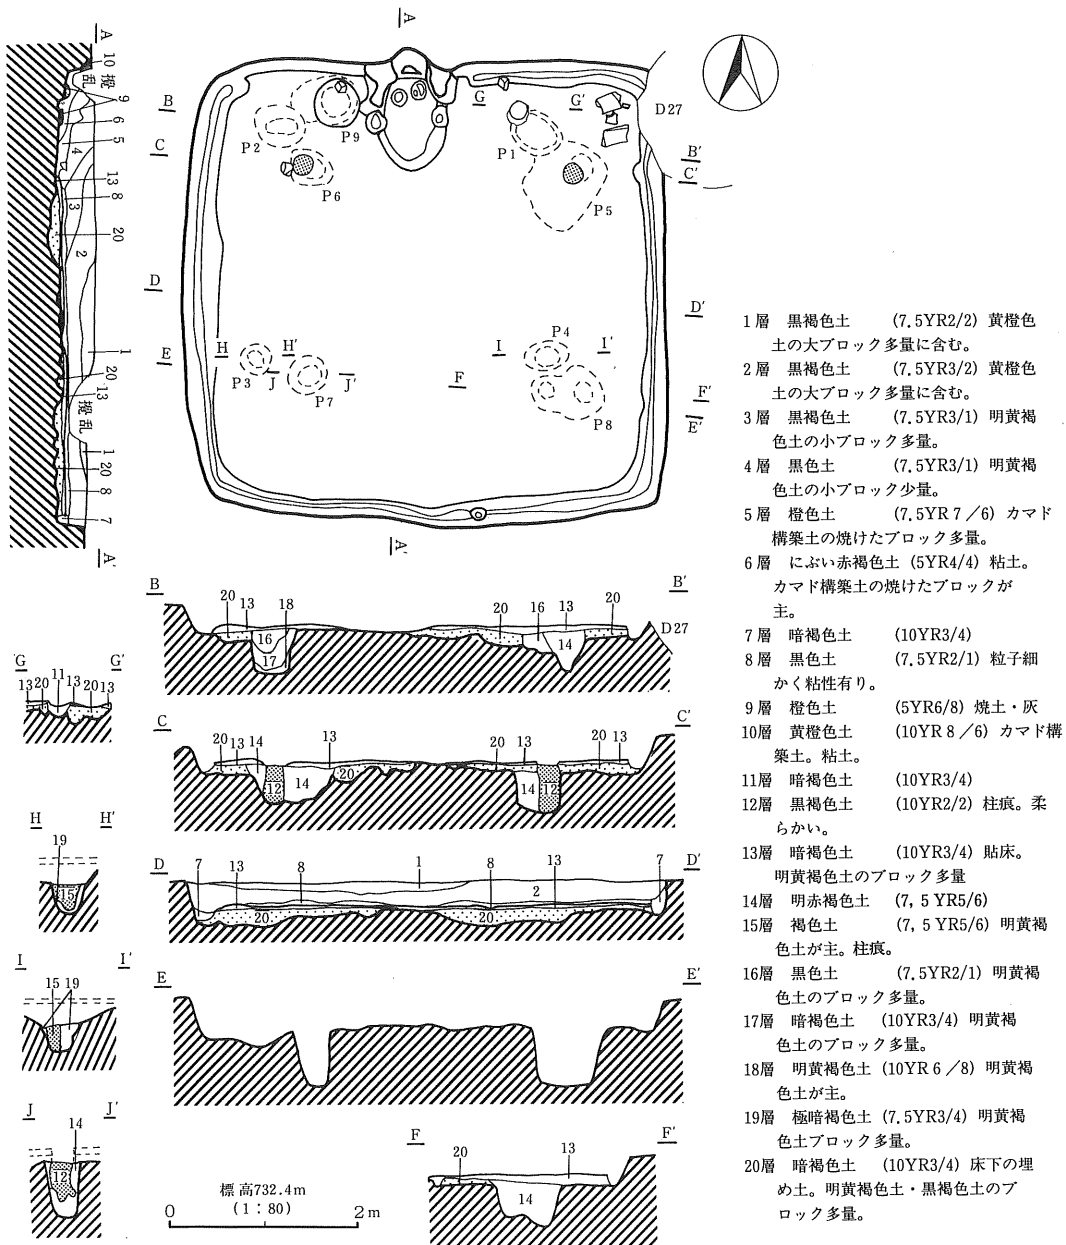 A
A
10
攪乱
9
6
5
4
13
8
3
20
2
1
20
13
攪乱
1
20
8
7
A'
B
C
D
E
G
G'
D27
B'
C'
P2
P9
P1
P6
P5
D'
H
H'
P3
J
P7
J'
F
I
P4
I'
P8
F'
E'
A'
B
B'
20 13 18 20 16 13 20
16
17
14
D27
G G'
13 20 11 13 20 13
C
C'
20 13 14 13 20 13 20 13
12 14 20 14 12
H H'
19
15
D
D'
7 13 8 1 8 13 7
2
20 20
I I'
15 19
E
E'
J J'
14
12
F
F'
20 13
14
標高732.4m
(1:80)
0 2m
1層 黒褐色土 (7.5YR2/2) 黄橙色
土の大ブロック多量に含む。
2層 黒褐色土 (7.5YR3/2) 黄橙色
土の大ブロック多量に含む。
3層 黒褐色土 (7.5YR3/1) 明黄褐
色土の小ブロック多量。
4層 黒色土 (7.5YR3/1) 明黄褐
色土の小ブロック少量。
5層 橙色土 (7.5YR 7/6) カマド
構築土の焼けたブロック多量。
6層 にぶい赤褐色土 (5YR4/4) 粘土。
カマド構築土の焼けたブロックが
主。
7層 暗褐色土 (10YR3/4)
8層 黒色土 (7.5YR2/1) 粒子細
かく粘性有り。
9層 橙色土 (5YR6/8) 焼土・灰
10層 黄橙色土 (10YR 8/6) カマド構
築土。粘土。
11層 暗褐色土 (10YR3/4)
12層 黒褐色土 (10YR2/2) 柱痕。柔
らかい。
13層 暗褐色土 (10YR3/4) 貼床。
明黄褐色土のブロック多量
14層 明赤褐色土 (7,5 YR5/6)
15層 褐色土 (7,5 YR5/6) 明黄褐
色土が主。柱痕。
16層 黒色土 (7.5YR2/1) 明黄褐
色土のブロック多量。
17層 暗褐色土 (10YR3/4) 明黄褐
色土のブロック多量。
18層 明黄褐色土 (10YR 6/8) 明黄褐
色土が主。
19層 極暗褐色土 (7.5YR3/4) 明黄褐
色土ブロック多量。
20層 暗褐色土 (10YR3/4) 床下の埋
め土。明黄褐色土・黒褐色土のブ
ロック多量。